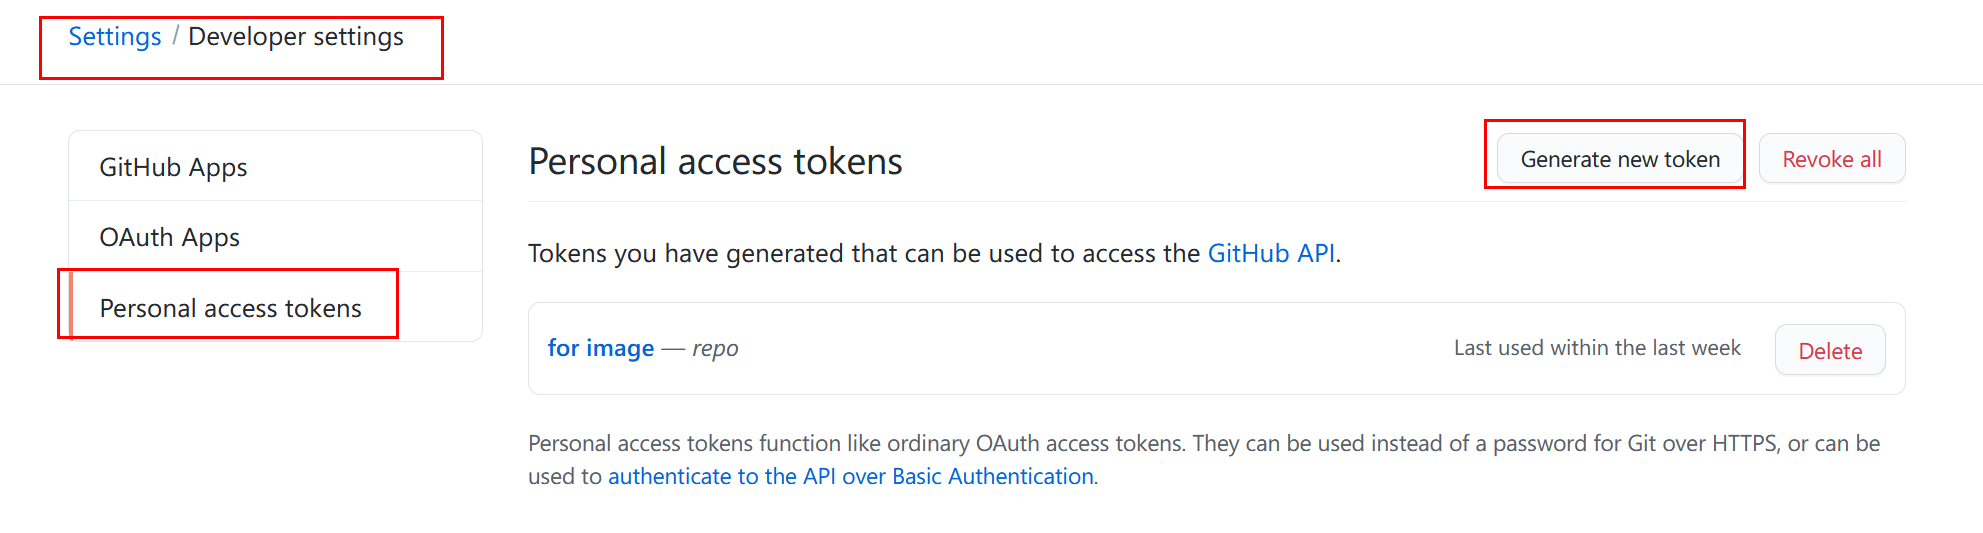 Settings / Developer settings
GitHub Apps
OAuth Apps
Personal access tokens
Personal access tokens
Generate new token
Revoke all
Tokens you have generated that can be used to access the GitHub API.
for image — repo
Last used within the last week
Delete
Personal access tokens function like ordinary OAuth access tokens. They can be used instead of a password for Git over HTTPS, or can be
used to authenticate to the API over Basic Authentication.